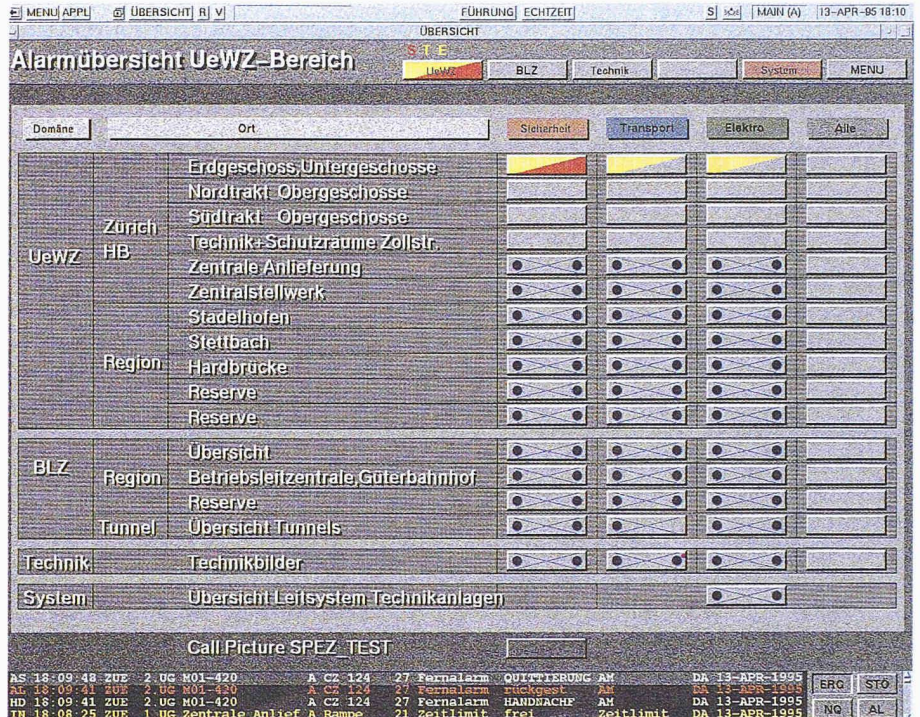 MENU APPL ÜBERSICHT R V FÜHRUNG ECHTZEIT S MAIN (A) 13-APR-95 18:10
ÜBERSICHT
S T E
Alarmübersicht UeWZ-Bereich UeWZ BLZ Technik System MENU
Domäne Ort Sicherheit Transport Elektro Alle
Erdgeschoss,Untergeschosse
Nordtrakt Obergeschosse
Südtrakt Obergeschosse
Zürich
HB
Technik+Schutzräume Zollstr.
UeWZ
Zentrale Anlieferung
Zentralstellwerk
Stadelhofen
Stettbach
Region
Hardbrücke
Reserve
Reserve
Übersicht
BLZ
Region Betriebsleitzentrale,Güterbahnhof
Reserve
Tunnel Übersicht Tunnels
Technik Technikbilder
System Übersicht Leitsystem Technikanlagen
Call Picture SPEZ_TEST
AS 18:09:48 ZUE 2.UG M01-420 A CZ 124 27 Fernalarm QUITTIERUNG AM DA 13-APR-1995
AL 18:09:41 ZUE 2.UG M01-420 A CZ 124 27 Fernalarm rückgest AM DA 13-APR-1995
HD 18:09:41 ZUE 2.UG M01-420 A CZ 124 27 Fernalarm HANDNACHF AM DA 13-APR-1995
IN 18:08:25 ZUE 1.UG Zentrale Anlief A Rampe 21 Zeitlimit frei Zeitlimit DA 13-APR-1995
ERG STÖ
NQ AL